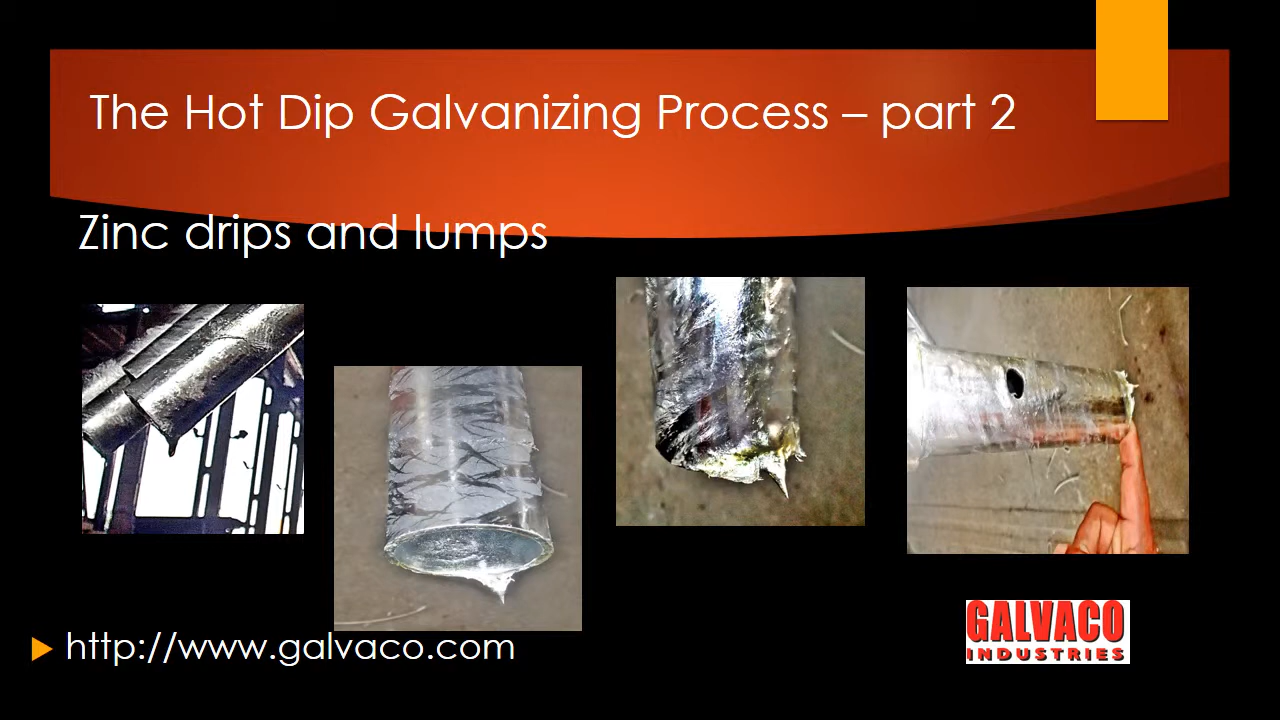 The Hot Dip Galvanizing Process – part 2
Zinc drips and lumps
http://www.galvaco.com
GALVACO
INDUSTRIES